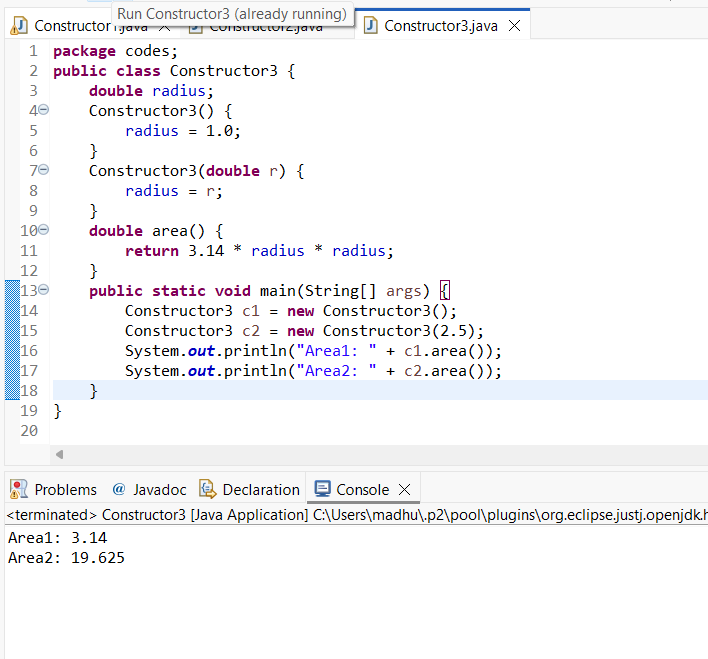 Run Constructor3 (already running)
Constructor1.java Constructor2.java Constructor3.java
1 package codes;
2 public class Constructor3 {
3     double radius;
4     Constructor3() {
5         radius = 1.0;
6     }
7     Constructor3(double r) {
8         radius = r;
9     }
10     double area() {
11         return 3.14 * radius * radius;
12     }
13     public static void main(String[] args) {
14         Constructor3 c1 = new Constructor3();
15         Constructor3 c2 = new Constructor3(2.5);
16         System.out.println("Area1: " + c1.area());
17         System.out.println("Area2: " + c2.area());
18     }
19 }
20
Problems @ Javadoc Declaration Console
<terminated> Constructor3 [Java Application] C:\Users\madhu\.p2\pool\plugins\org.eclipse.justj.openjdk.h
Area1: 3.14
Area2: 19.625